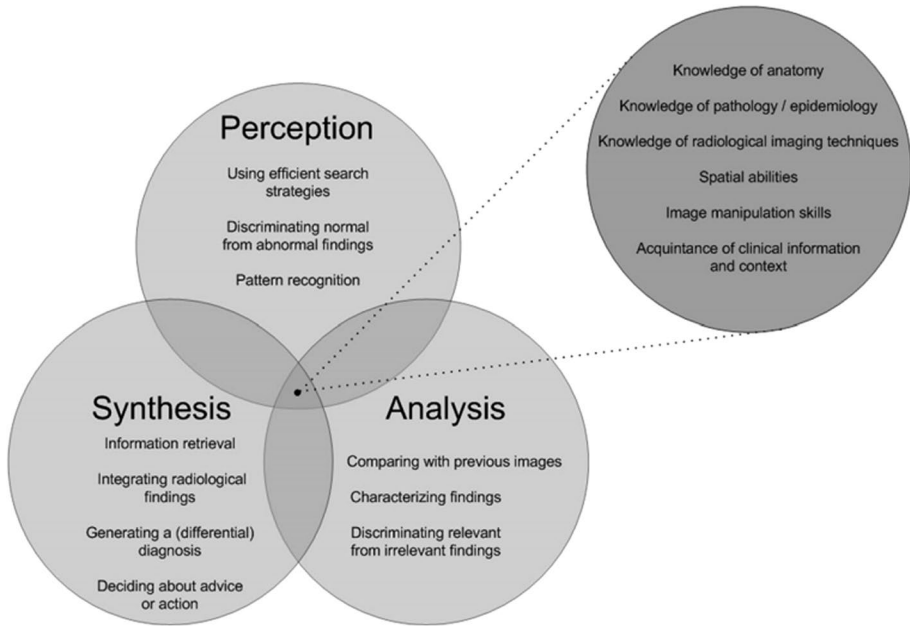 Perception
Using efficient search
strategies
Discriminating normal
from abnormal findings
Pattern recognition
Synthesis
Information retrieval
Integrating radiological
findings
Generating a (differential)
diagnosis
Deciding about advice
or action
Analysis
Comparing with previous images
Characterizing findings
Discriminating relevant
from irrelevant findings
Knowledge of anatomy
Knowledge of pathology / epidemiology
Knowledge of radiological imaging techniques
Spatial abilities
Image manipulation skills
Acquintance of clinical information
and context